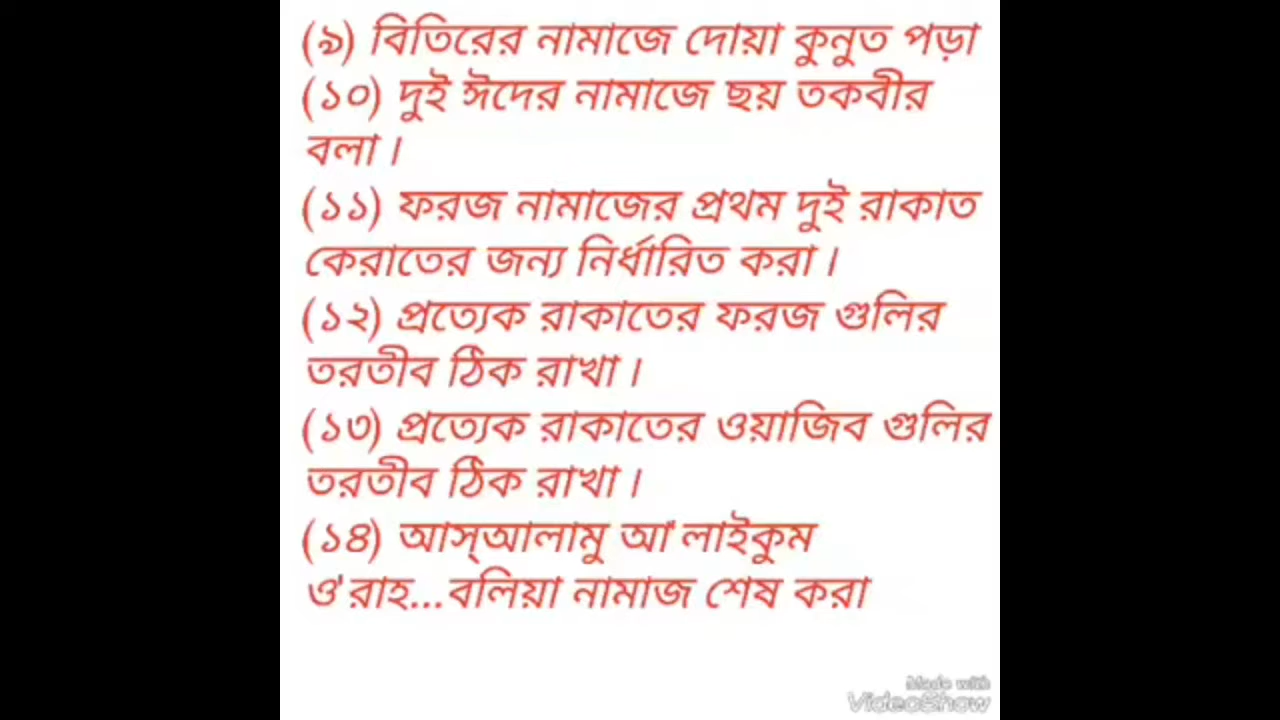 (৯) বিতিরের নামাজে দোয়া কুনুত পড়া
(১০) দুই ঈদের নামাজে ছয় তকবীর
বলা ।
(১১) ফরজ নামাজের প্রথম দুই রাকাত
কেরাতের জন্য নির্ধারিত করা ।
(১২) প্রত্যেক রাকাতের ফরজ গুলির
তরতীব ঠিক রাখা ।
(১৩) প্রত্যেক রাকাতের ওয়াজিব গুলির
তরতীব ঠিক রাখা ।
(১৪) আস্আলামু আ' লাইকুম
ও'রাহ...বলিয়া নামাজ শেষ করা
Made with
VideoShow